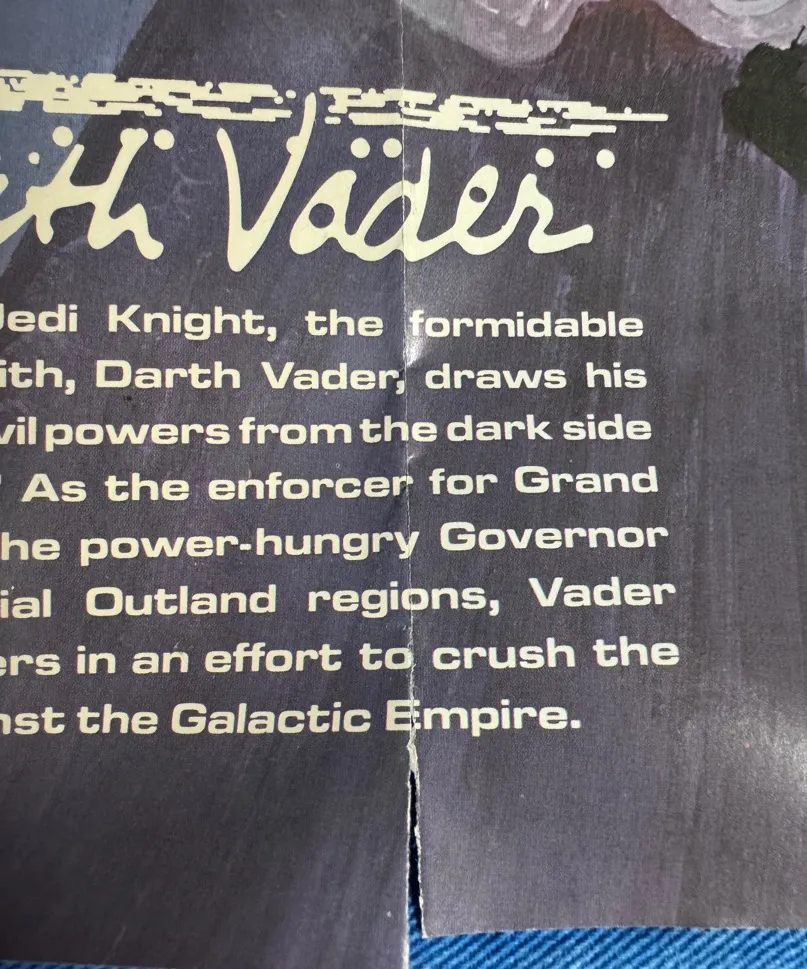 ith Vader
Jedi Knight, the formidable
ith, Darth Vader, draws his
vil powers from the dark side
As the enforcer for Grand
he power-hungry Governor
ial Outland regions, Vader
ers in an effort to crush the
nst the Galactic Empire.